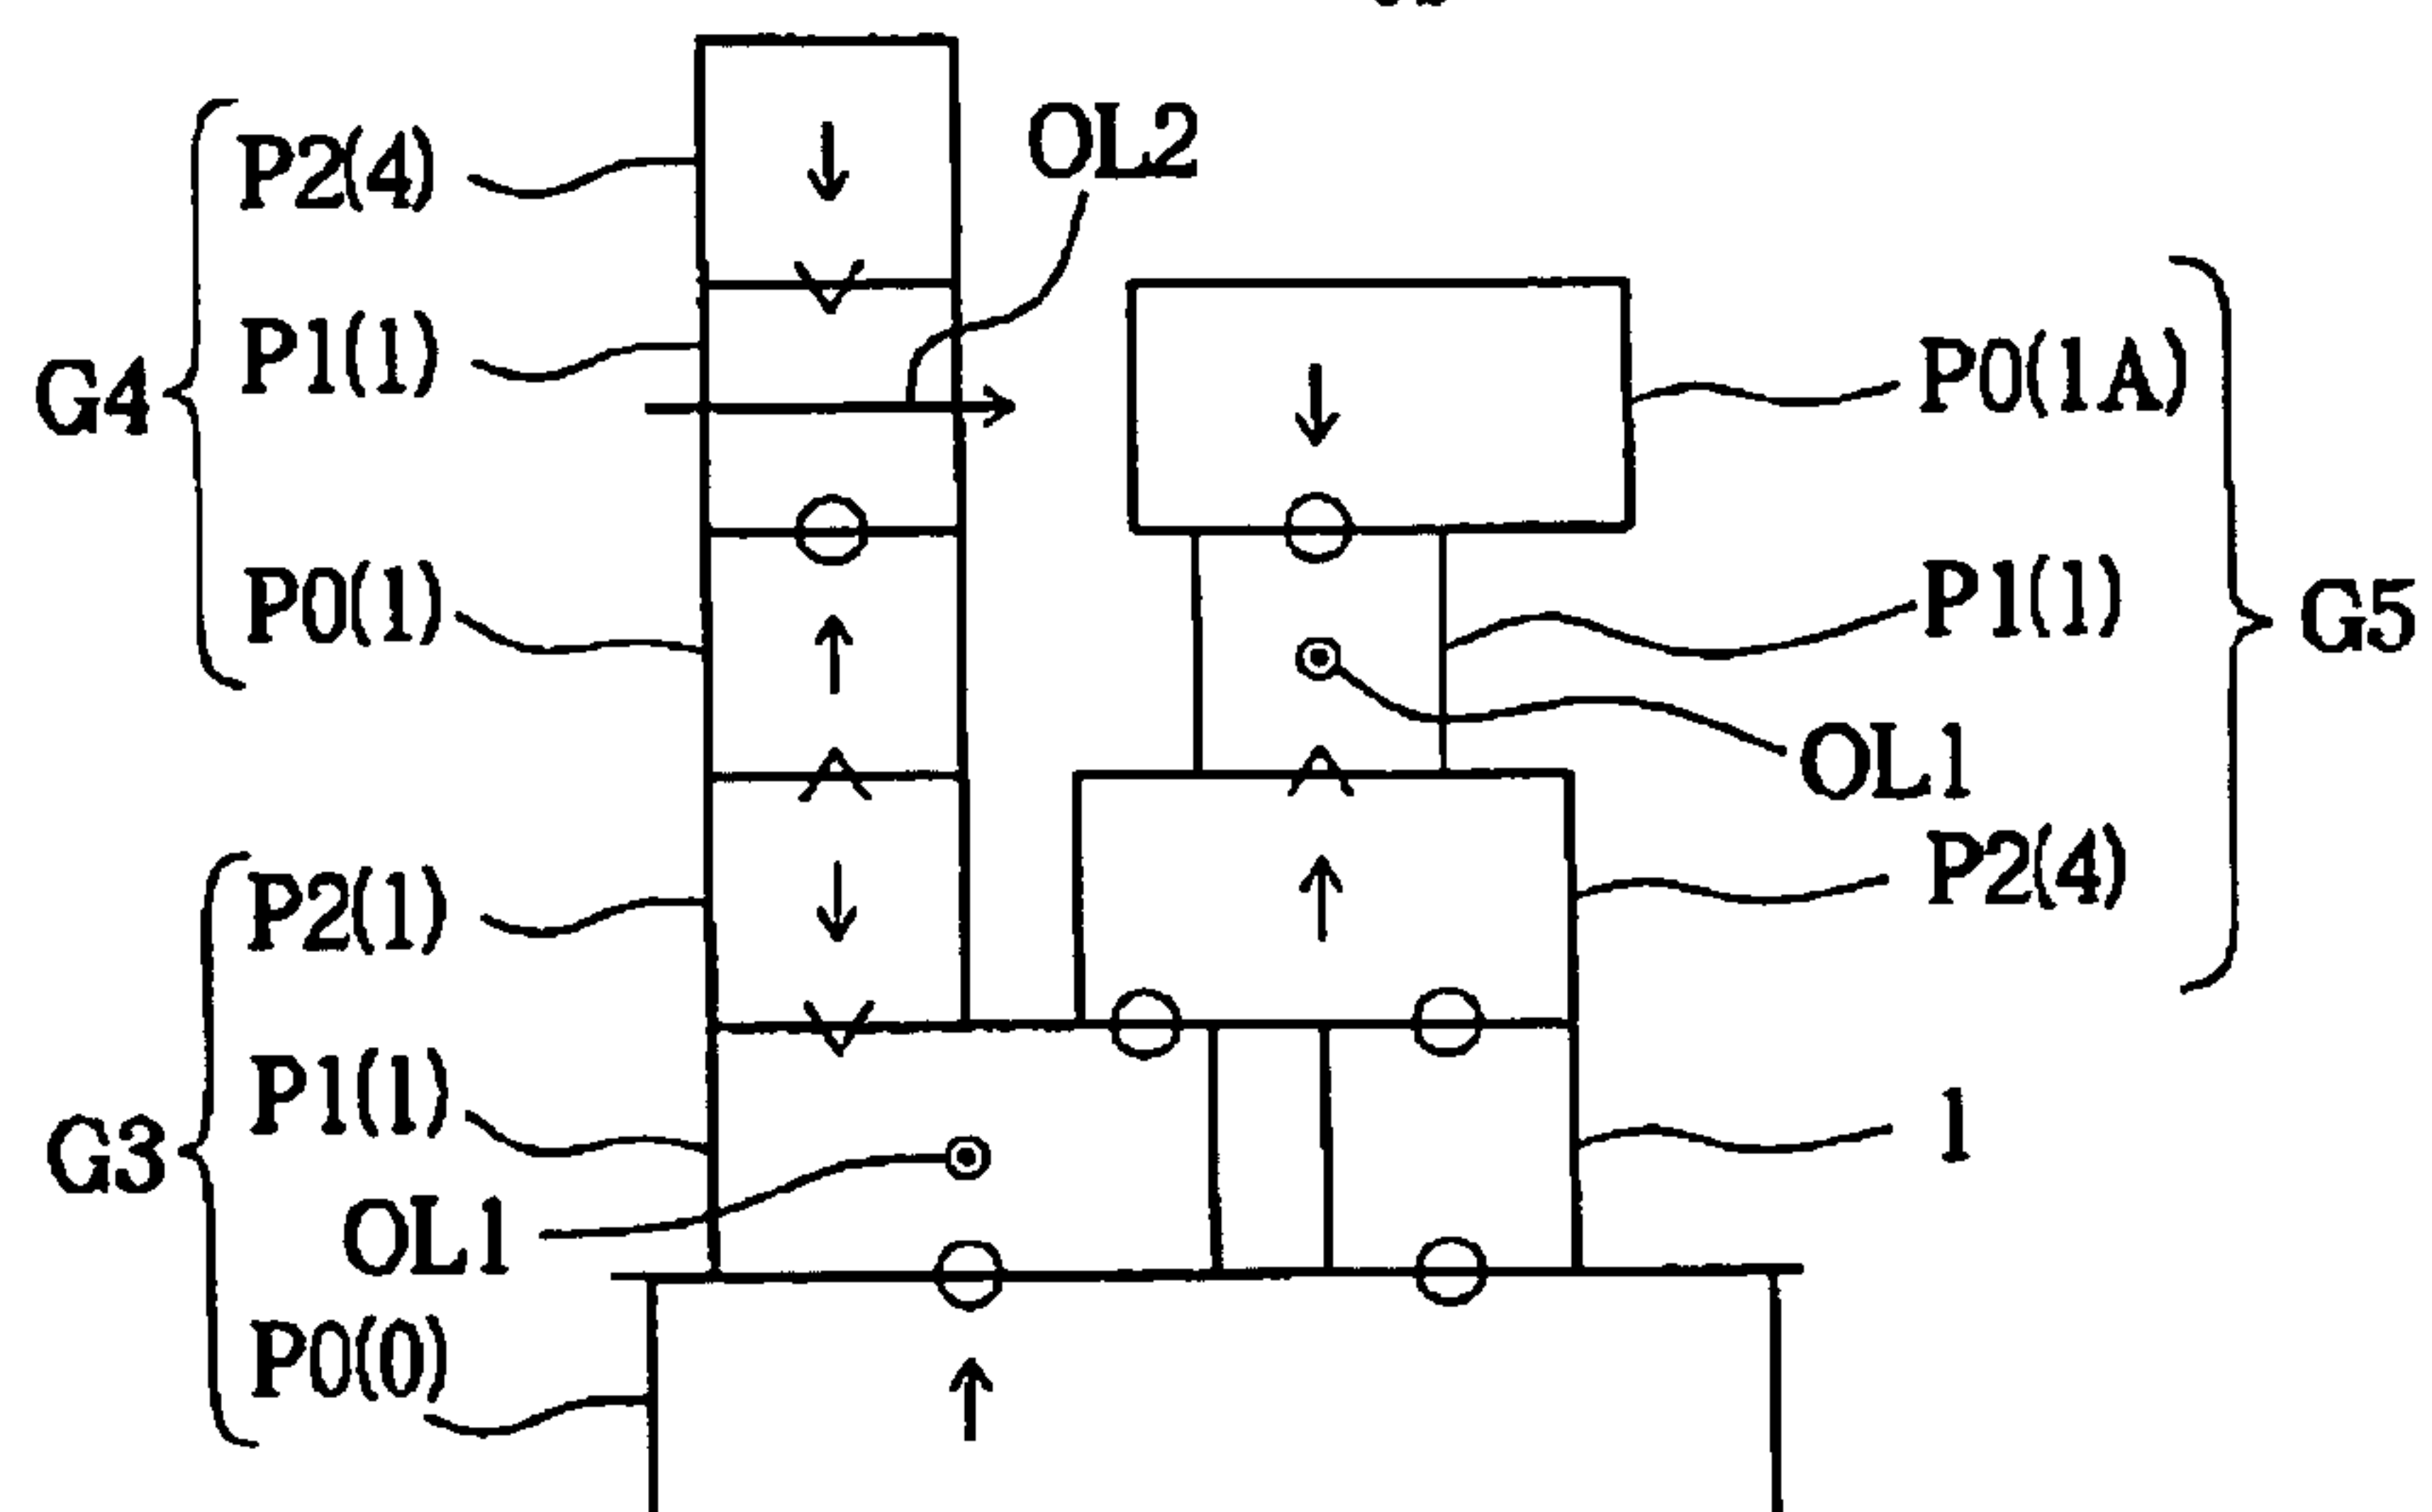 P2(4)
OL2
P1(1)
G4
P0(1A)
P0(1)
P1(1)
G5
OL1
P2(1)
P2(4)
P1(1)
G3
1
OL1
P0(0)